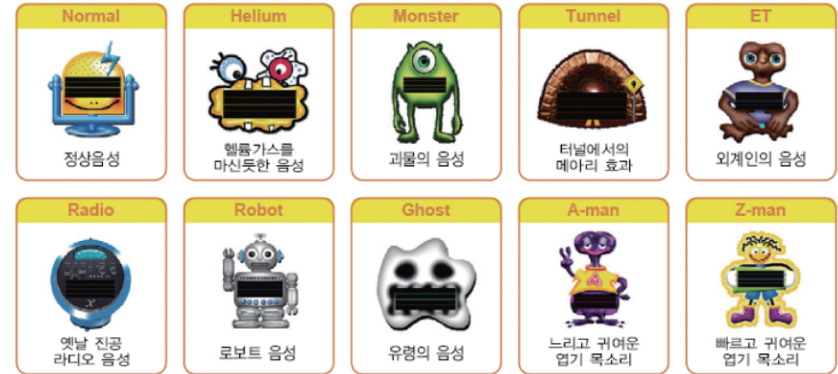 Normal
Helium
Monster
Tunnel
ET
정상음성
헬륨가스를
마신듯한 음성
괴물의 음성
터널에서의
메아리 효과
외계인의 음성
Radio
Robot
Ghost
A-man
Z-man
옛날 진공
라디오 음성
로보트 음성
유령의 음성
느리고 귀여운
엽기 목소리
빠르고 귀여운
엽기 목소리